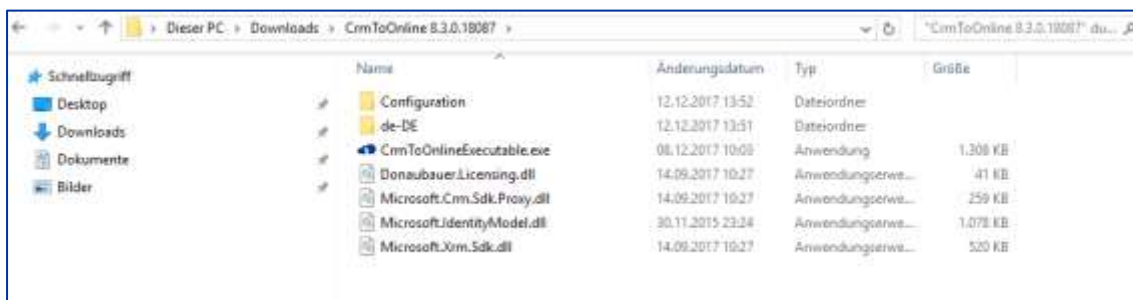 Dieser PC › Downloads › CrmToOnline 8.3.0.18087 ›
"CrmToOnline 8.3.0.18087" du...
Schnellzugriff
Desktop
Downloads
Dokumente
Bilder
Name Änderungsdatum Typ Größe
Configuration 12.12.2017 13:52 Dateiordner
de-DE 12.12.2017 13:51 Dateiordner
CrmToOnlineExecutable.exe 08.12.2017 10:03 Anwendung 1.308 KB
Donaubauer.Licensing.dll 14.09.2017 10:27 Anwendungserwe... 41 KB
Microsoft.Crm.Sdk.Proxy.dll 14.09.2017 10:27 Anwendungserwe... 259 KB
Microsoft.IdentityModel.dll 30.11.2015 23:24 Anwendungserwe... 1.078 KB
Microsoft.Xrm.Sdk.dll 14.09.2017 10:27 Anwendungserwe... 520 KB